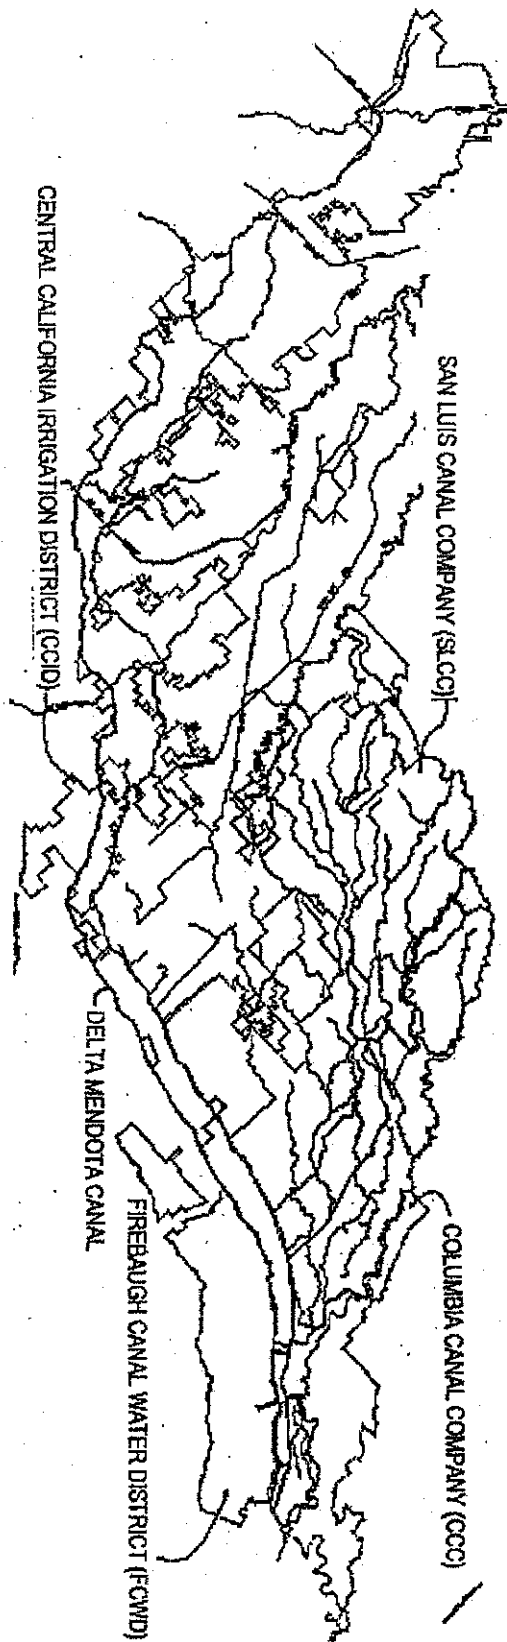 CENTRAL CALIFORNIA IRRIGATION DISTRICT (CCID)
SAN LUIS CANAL COMPANY (SLCC)
DELTA MENDOTA CANAL
COLUMBIA CANAL COMPANY (CCC)
FIREBAUGH CANAL WATER DISTRICT (FCWD)